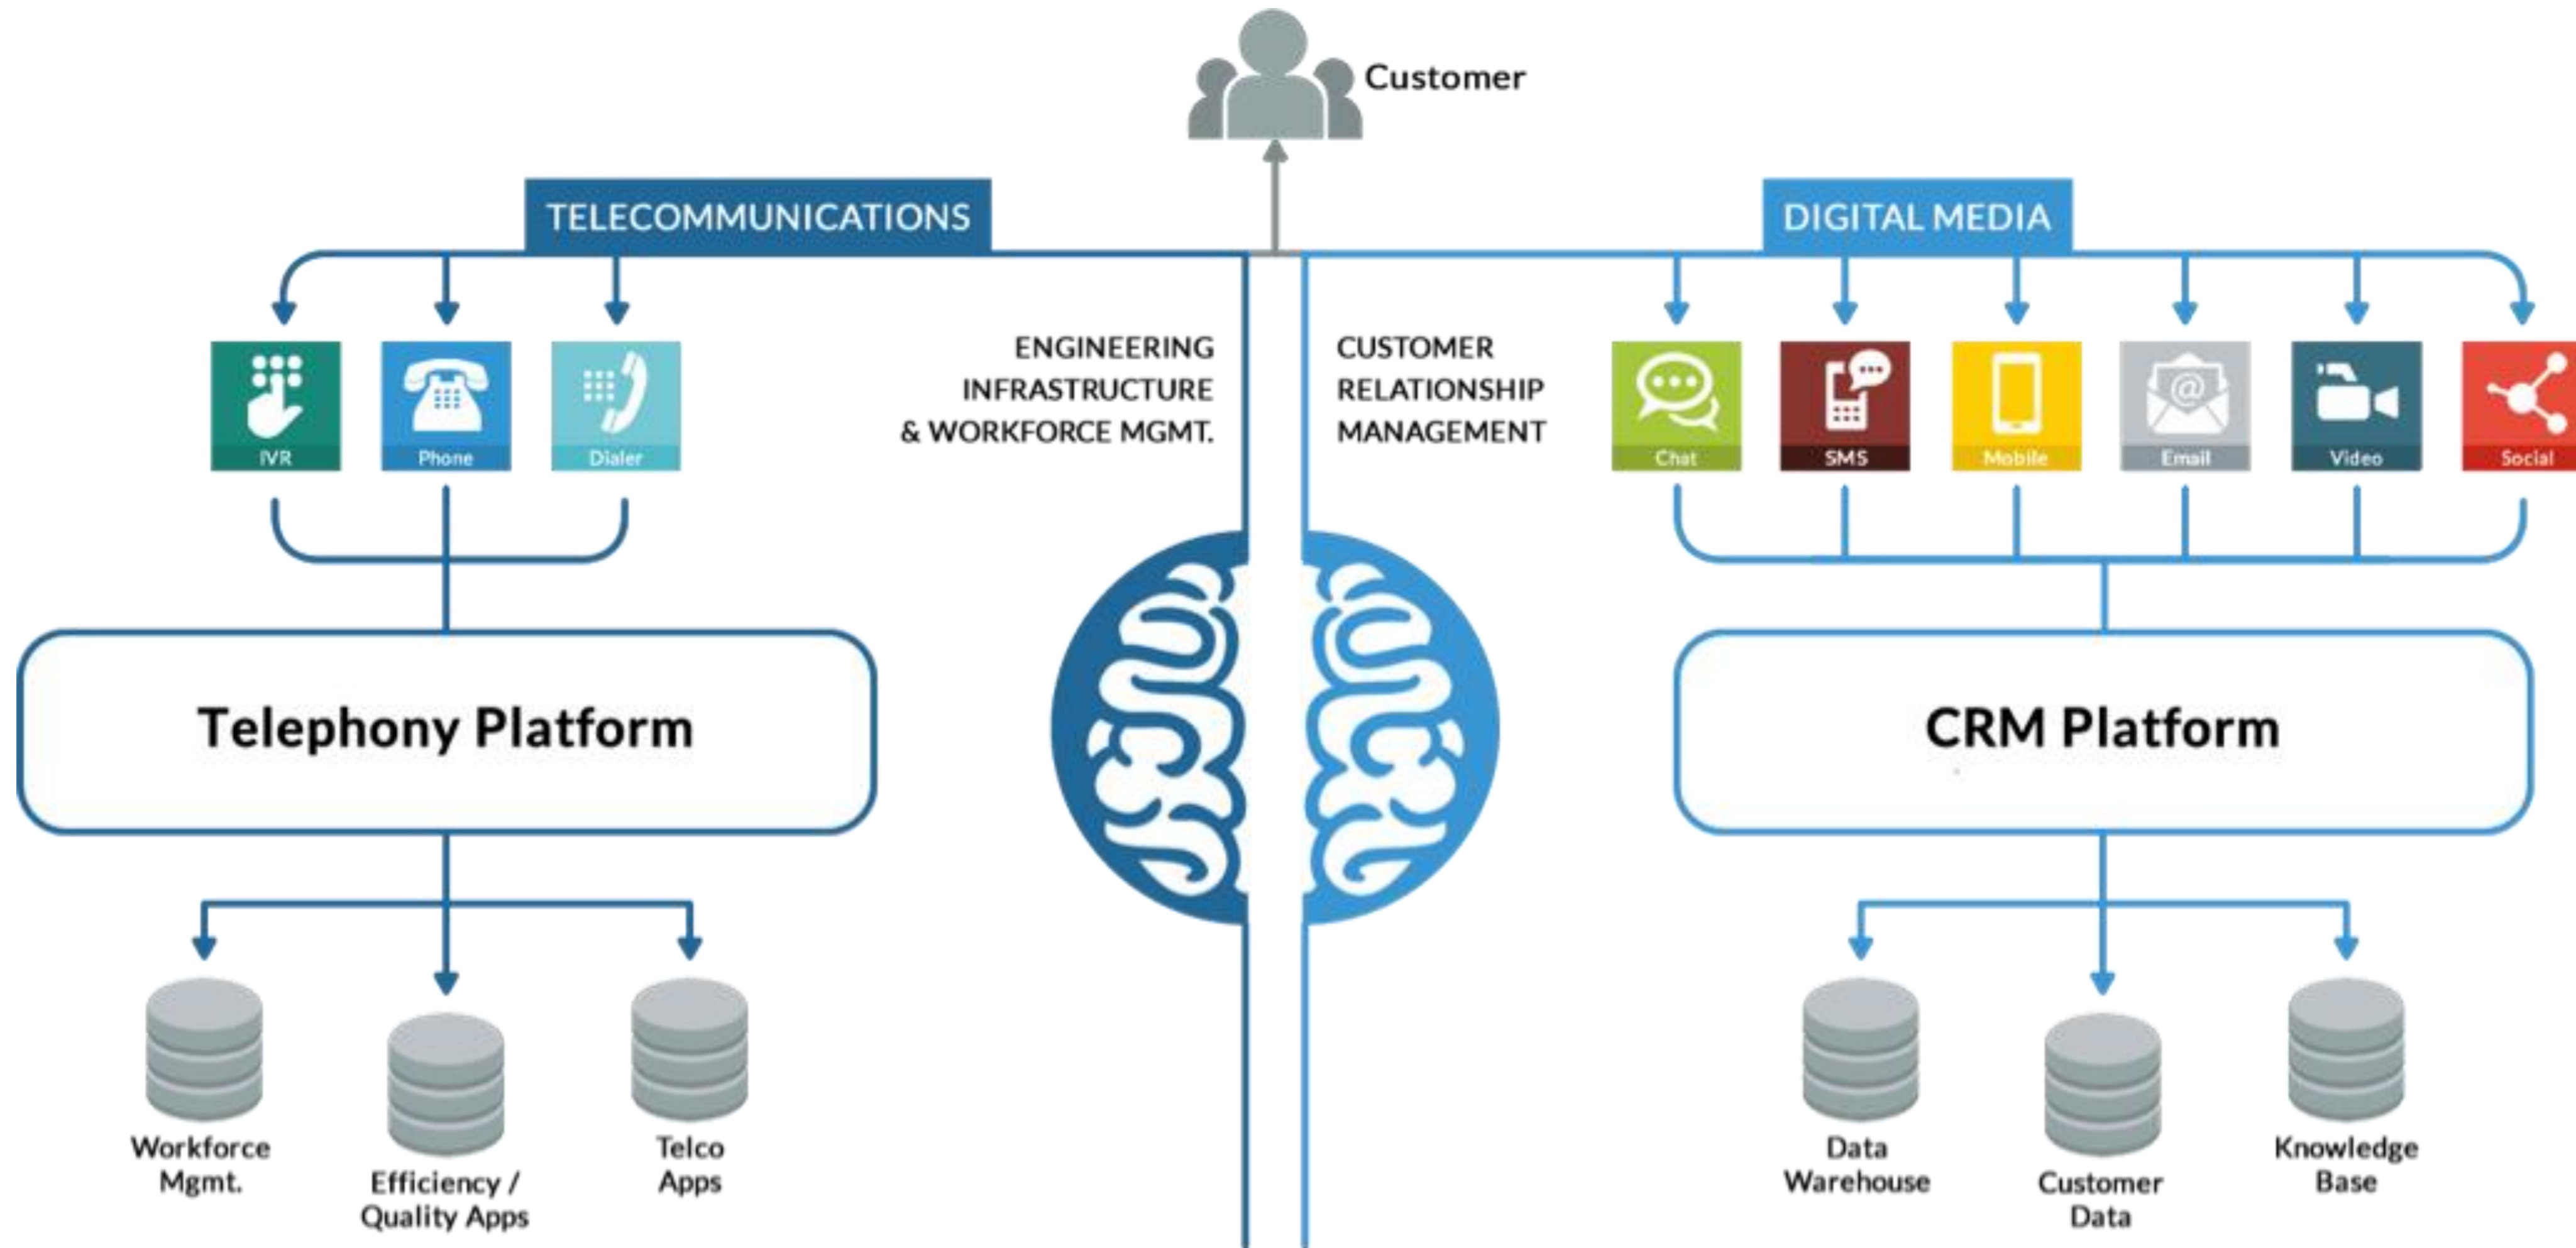 Customer
TELECOMMUNICATIONS
DIGITAL MEDIA
ENGINEERING
INFRASTRUCTURE
& WORKFORCE MGMT.
CUSTOMER
RELATIONSHIP
MANAGEMENT
IVR
Phone
Dialer
Chat
SMS
Mobile
Email
Video
Social
Telephony Platform
CRM Platform
Workforce
Mgmt.
Efficiency /
Quality Apps
Telco
Apps
Data
Warehouse
Customer
Data
Knowledge
Base